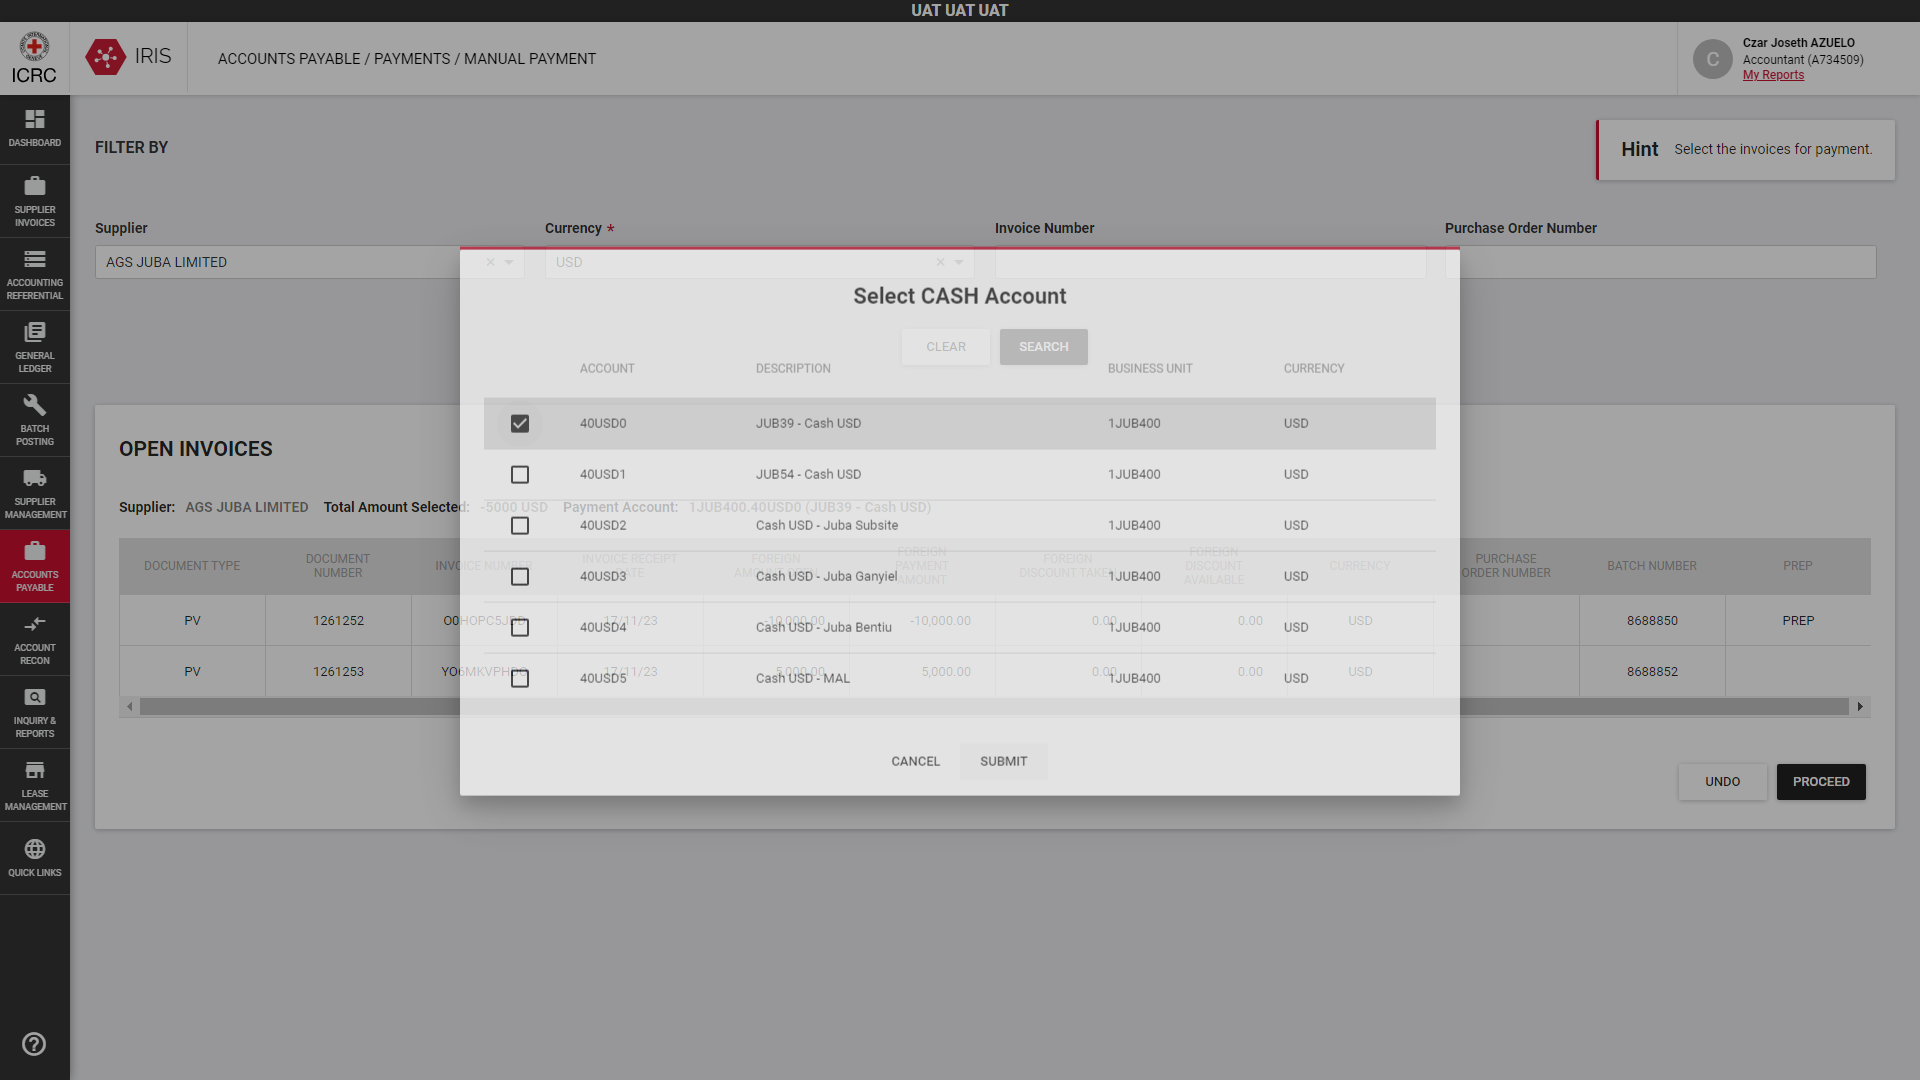 UAT UAT UAT
ICRC
IRIS
ACCOUNTS PAYABLE / PAYMENTS / MANUAL PAYMENT
C
Czar Joseth AZUELO
Accountant (A734509)
My Reports
DASHBOARD
SUPPLIER
INVOICES
ACCOUNTING
REFERENTIAL
GENERAL
LEDGER
BATCH
POSTING
SUPPLIER
MANAGEMENT
ACCOUNTS
PAYABLE
ACCOUNT
RECON
INQUIRY &
REPORTS
LEASE
MANAGEMENT
QUICK LINKS
FILTER BY
Hint Select the invoices for payment.
Supplier Currency * Invoice Number Purchase Order Number
AGS JUBA LIMITED USD
Select CASH Account
CLEAR SEARCH
ACCOUNT DESCRIPTION BUSINESS UNIT CURRENCY
40USD0 JUB39 - Cash USD 1JUB400 USD
40USD1 JUB54 - Cash USD 1JUB400 USD
40USD2 Cash USD - Juba Subsite 1JUB400 USD
40USD3 Cash USD - Juba Ganyiel 1JUB400 USD
40USD4 Cash USD - Juba Bentiu 1JUB400 USD
40USD5 Cash USD - MAL 1JUB400 USD
CANCEL SUBMIT
OPEN INVOICES
Supplier: AGS JUBA LIMITED Total Amount Selected: -5000 USD Payment Account: 1JUB400.40USD0 (JUB39 - Cash USD)
DOCUMENT TYPE DOCUMENT NUMBER INVOICE NUMBER INVOICE RECEIPT DATE FOREIGN FOREIGN PAYMENT AMOUNT FOREIGN DISCOUNT TAKEN FOREIGN DISCOUNT AVAILABLE CURRENCY PURCHASE ORDER NUMBER BATCH NUMBER PREP
PV 1261252 17/11/23 -10,000.00 -10,000.00 0.00 0.00 USD 8688850 PREP
PV 1261253 17/11/23 5,000.00 5,000.00 0.00 0.00 USD 8688852
UNDO PROCEED